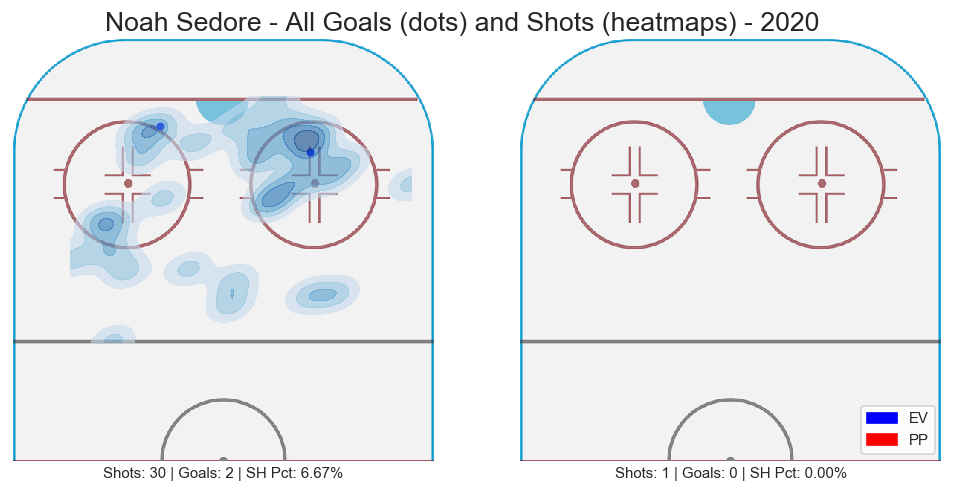 Noah Sedore - All Goals (dots) and Shots (heatmaps) - 2020
EV
PP
Shots: 30 | Goals: 2 | SH Pct: 6.67%
Shots: 1 | Goals: 0 | SH Pct: 0.00%